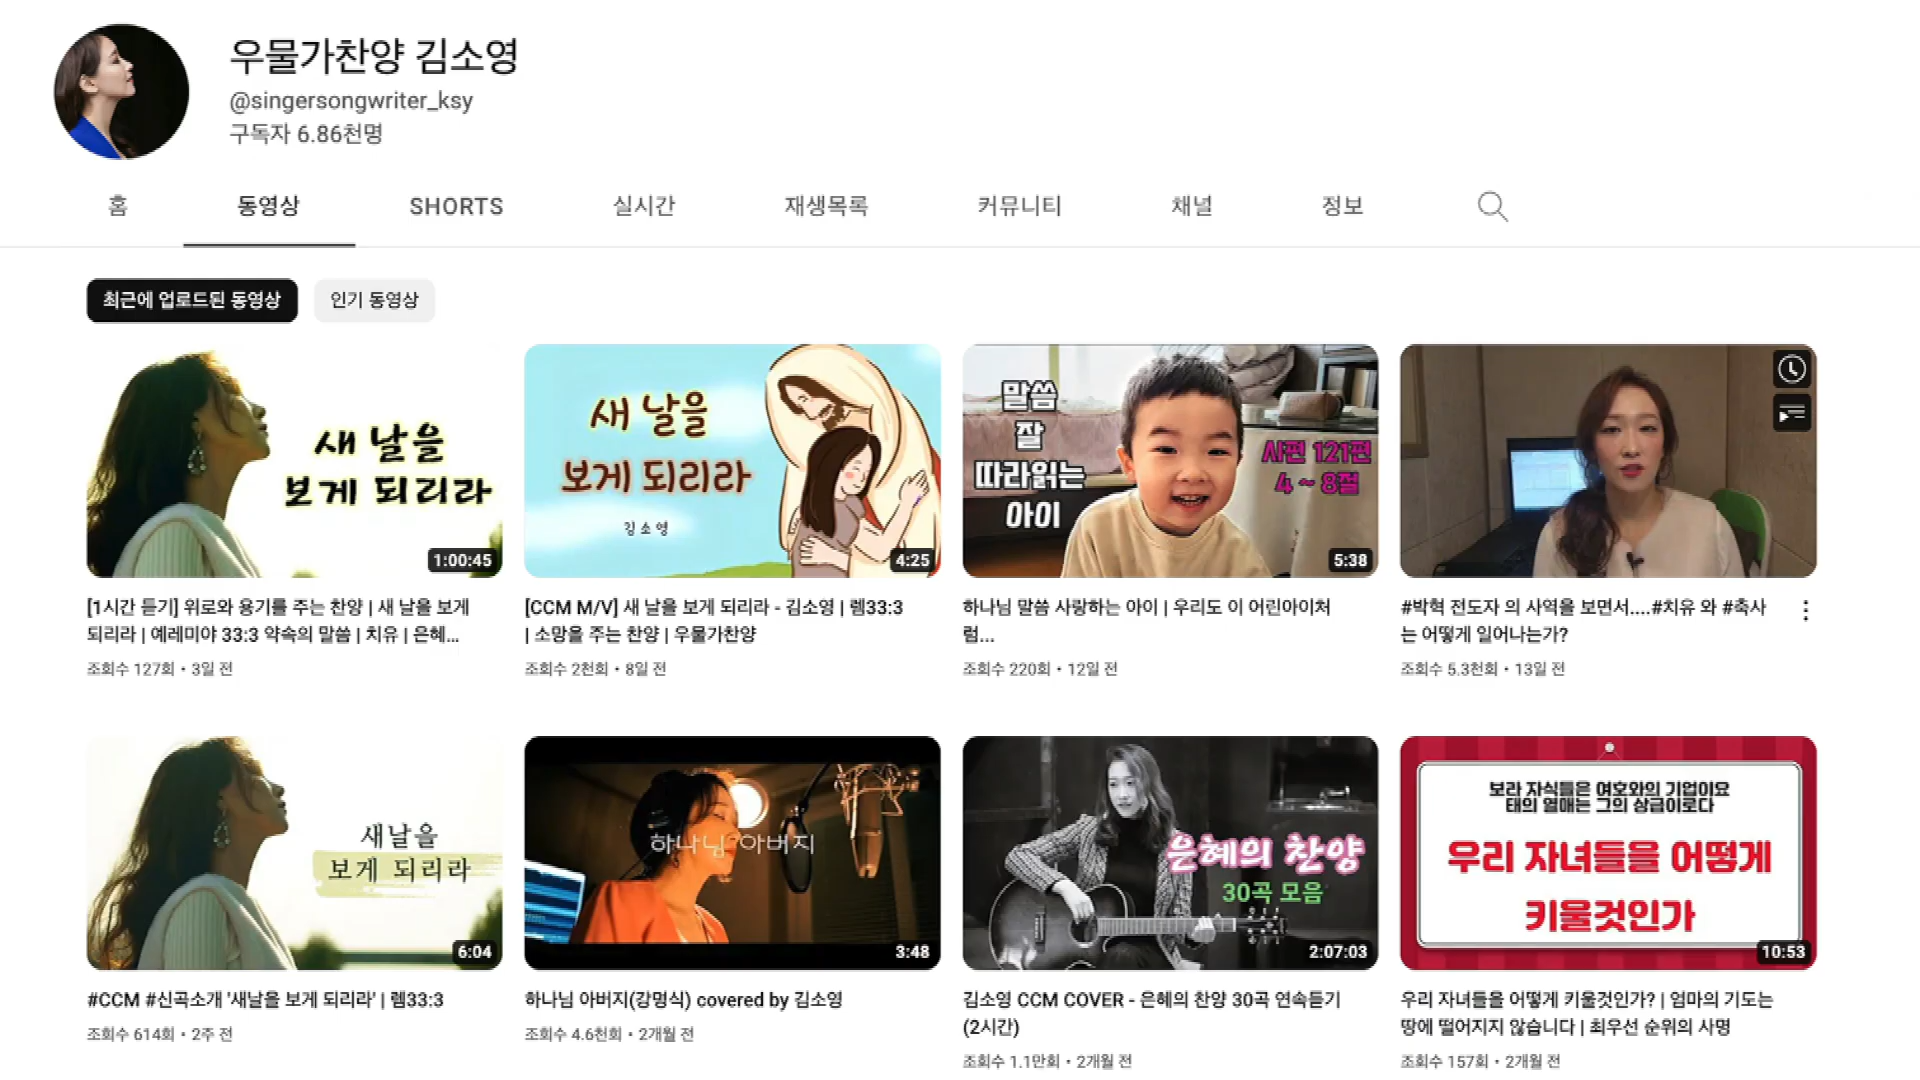 우물가찬양 김소영
@singersongwriter_ksy
구독자 6.86천명
홈 동영상 SHORTS 실시간 재생목록 커뮤니티 채널 정보
최근에 업로드된 동영상 인기 동영상
새 날을
보게 되리라
1:00:45
[1시간 듣기] 위로와 용기를 주는 찬양 | 새 날을 보게
되리라 | 예레미야 33:3 약속의 말씀 | 치유 | 은혜...
조회수 127회 • 3일 전
새 날을
보게 되리라
김소영
4:25
[CCM M/V] 새 날을 보게 되리라 - 김소영 | 렘33:3
| 소망을 주는 찬양 | 우물가찬양
조회수 2천회 • 8일 전
말씀
잘
따라읽는
아이
시편 121편
4 ~ 8절
5:38
하나님 말씀 사랑하는 아이 | 우리도 이 어린아이처
럼...
조회수 220회 • 12일 전
#박혁 전도자 의 사역을 보면서....#치유 와 #축사
는 어떻게 일어나는가?
조회수 5.3천회 • 13일 전
새날을
보게 되리라
6:04
#CCM #신곡소개 '새날을 보게 되리라' | 렘33:3
조회수 614회 • 2주 전
하나님 아버지
3:48
하나님 아버지(강명식) covered by 김소영
조회수 4.6천회 • 2개월 전
은혜의 찬양
30곡 모음
2:07:03
김소영 CCM COVER - 은혜의 찬양 30곡 연속듣기
(2시간)
조회수 1.1만회 • 2개월 전
보라 자식들은 여호와의 기업이요
태의 열매는 그의 상급이로다
우리 자녀들을 어떻게
키울것인가
10:53
우리 자녀들을 어떻게 키울것인가? | 엄마의 기도는
땅에 떨어지지 않습니다 | 최우선 순위의 사명
조회수 157회 • 2개월 전